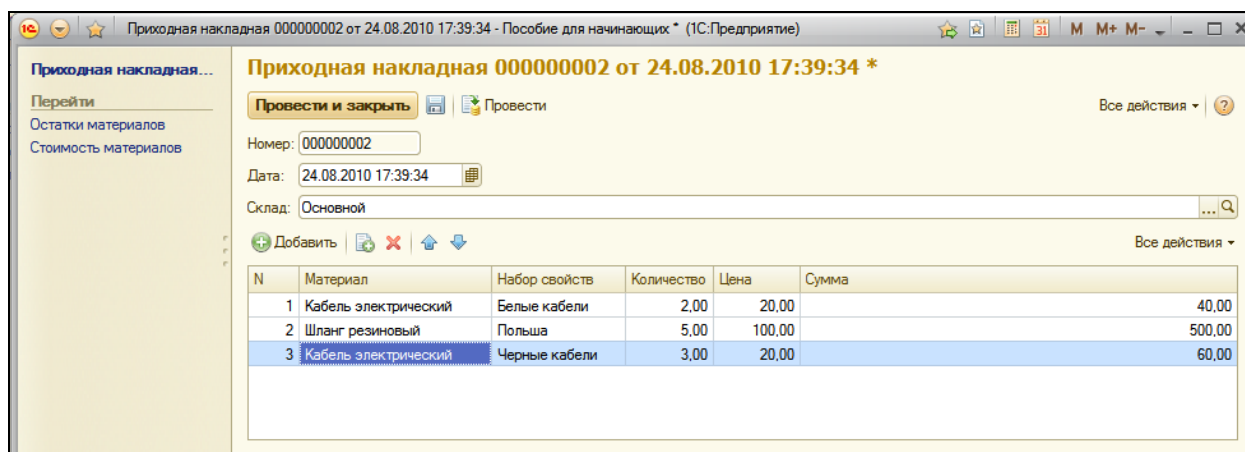 Приходная накладная 000000002 от 24.08.2010 17:39:34 - Пособие для начинающих * (1С:Предприятие)
31 M M+ M-
Приходная накладная...
Перейти
Остатки материалов
Стоимость материалов
Приходная накладная 000000002 от 24.08.2010 17:39:34 *
Провести и закрыть Провести Все действия
Номер: 000000002
Дата: 24.08.2010 17:39:34
Склад: Основной ...
Добавить Все действия
N Материал Набор свойств Количество Цена Сумма
1 Кабель электрический Белые кабели 2,00 20,00 40,00
2 Шланг резиновый Польша 5,00 100,00 500,00
3 Кабель электрический Черные кабели 3,00 20,00 60,00